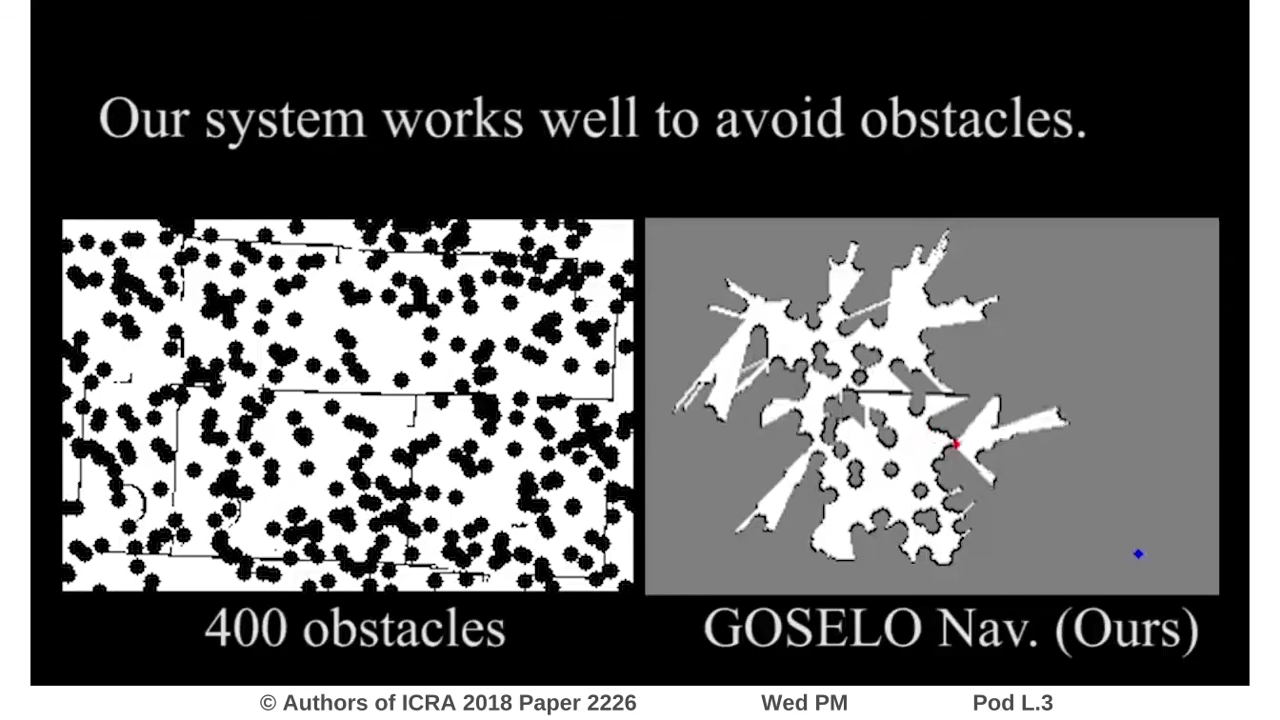 Our system works well to avoid obstacles.
400 obstacles
GOSELO Nav. (Ours)
© Authors of ICRA 2018 Paper 2226 Wed PM Pod L.3